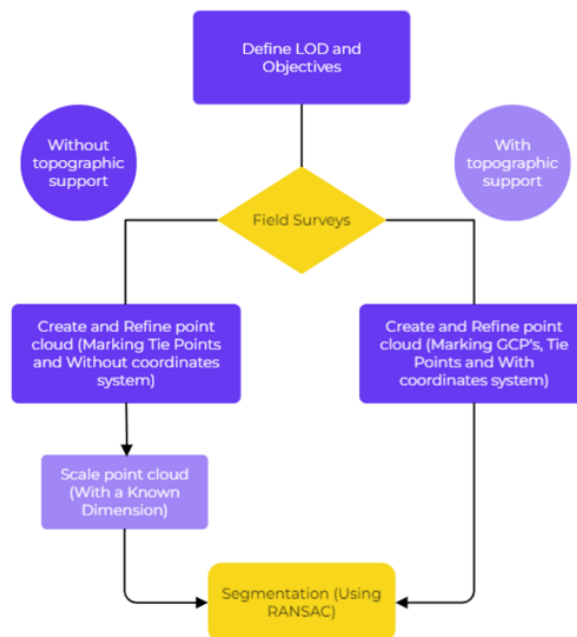 Define LOD and
Objectives
Without
topographic
support
With
topographic
support
Field Surveys
Create and Refine point
cloud (Marking Tie Points
and Without coordinates
system)
Create and Refine point
cloud (Marking GCP's, Tie
Points and With
coordinates system)
Scale point cloud
(With a Known
Dimension)
Segmentation (Using
RANSAC)